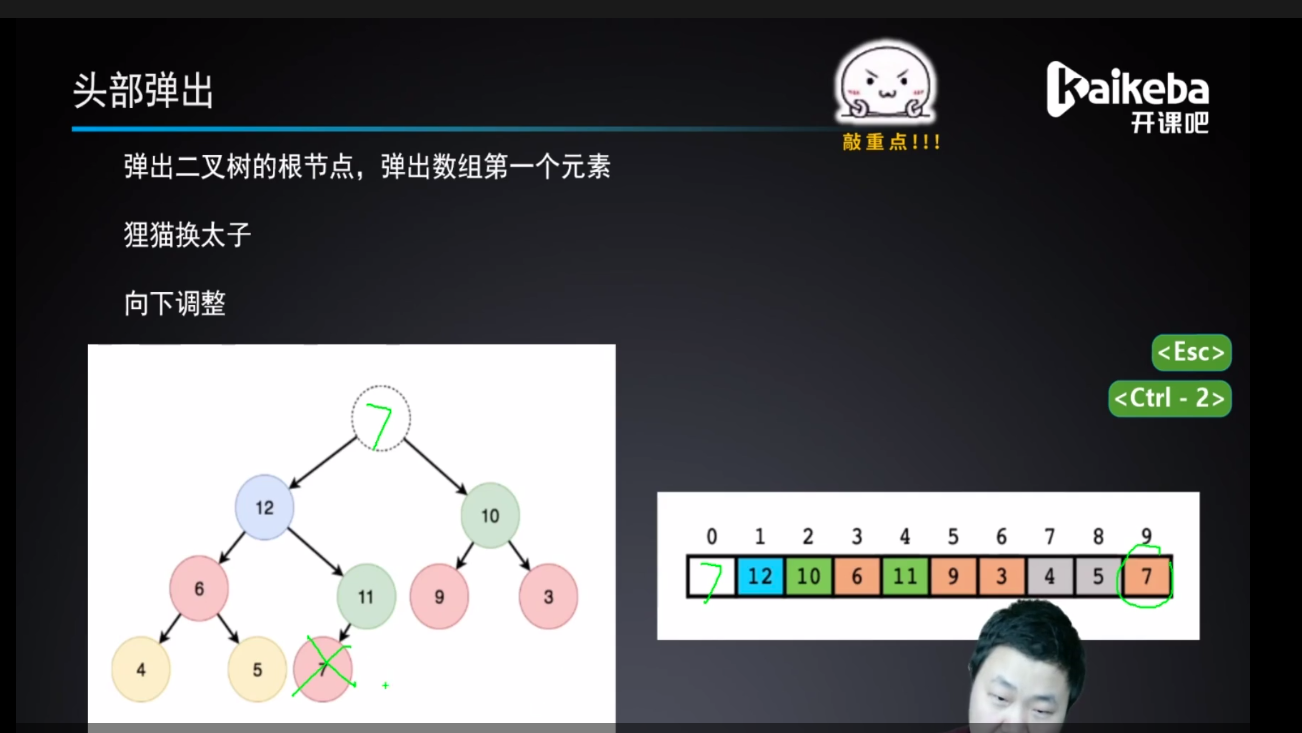 头部弹出
敲重点!!!
kaikeba
开课吧
弹出二叉树的根节点，弹出数组第一个元素
狸猫换太子
向下调整
<Esc>
<Ctrl - 2>
7
12
10
6
11
9
3
4
5
7
0 1 2 3 4 5 6 7 8 9
7 12 10 6 11 9 3 4 5 7